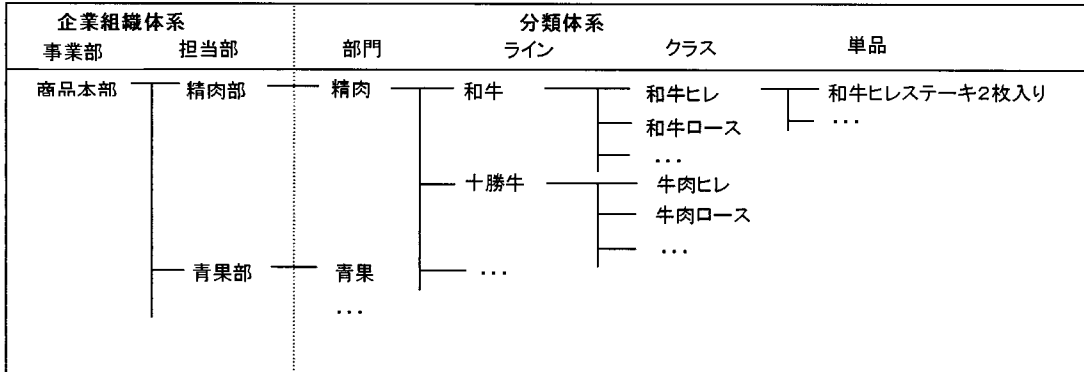 企業組織体系 分類体系
事業部 担当部 部門 ライン クラス 単品
商品本部 精肉部 精肉 和牛 和牛ヒレ 和牛ヒレステーキ２枚入り
和牛ロース ・・・
・・・
十勝牛 牛肉ヒレ
牛肉ロース
・・・
青果部 青果 ・・・
・・・